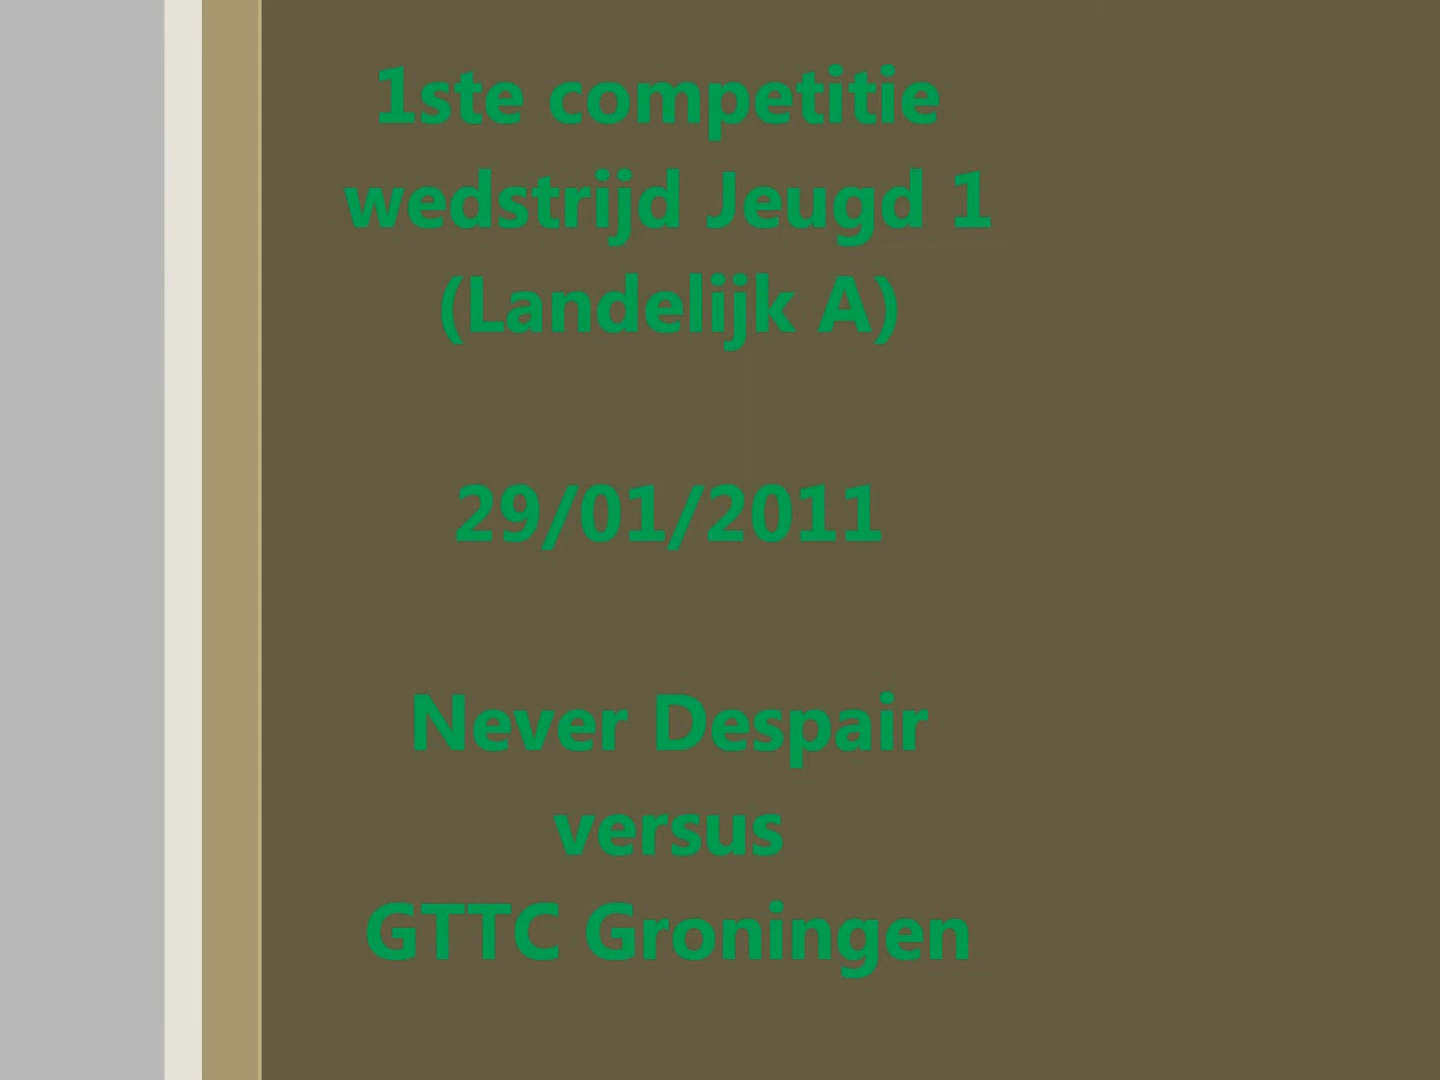 1ste competitie
wedstrijd Jeugd 1
(Landelijk A)
29/01/2011
Never Despair
versus
GTTC Groningen